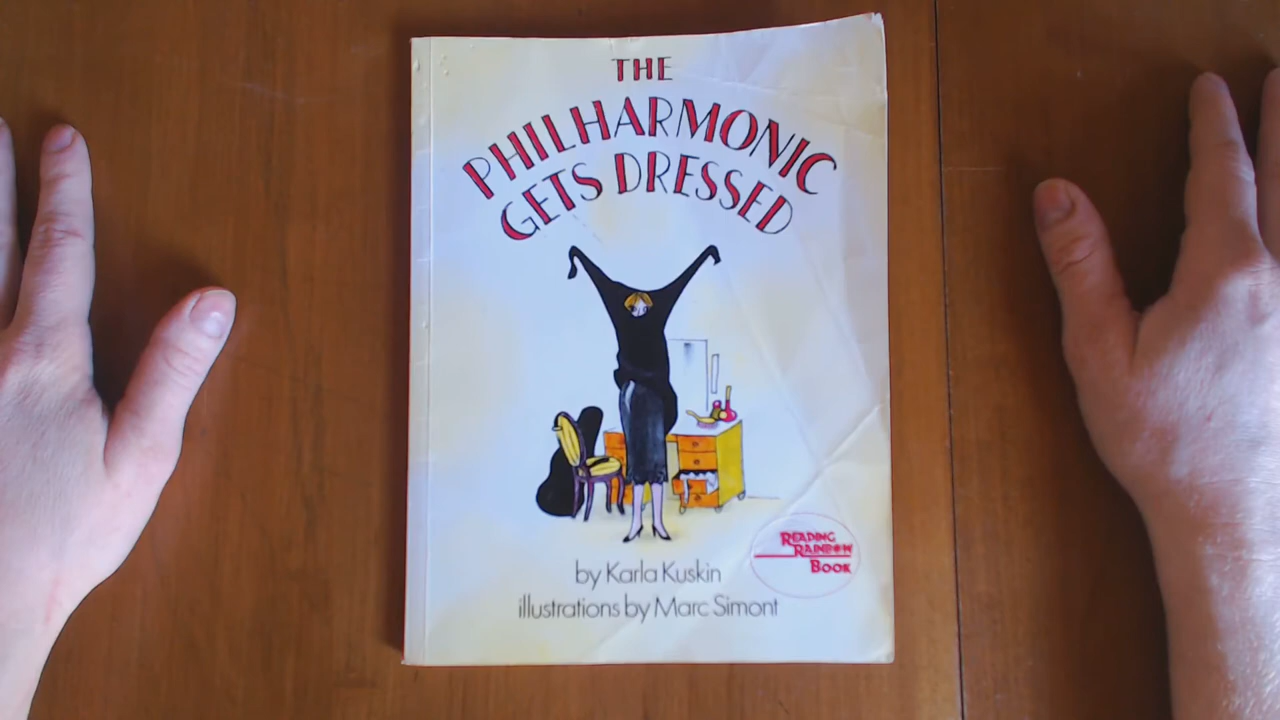 THE
PHILHARMONIC
GETS DRESSED
READING
RAINBOW
BOOK
by Karla Kuskin
illustrations by Marc Simont